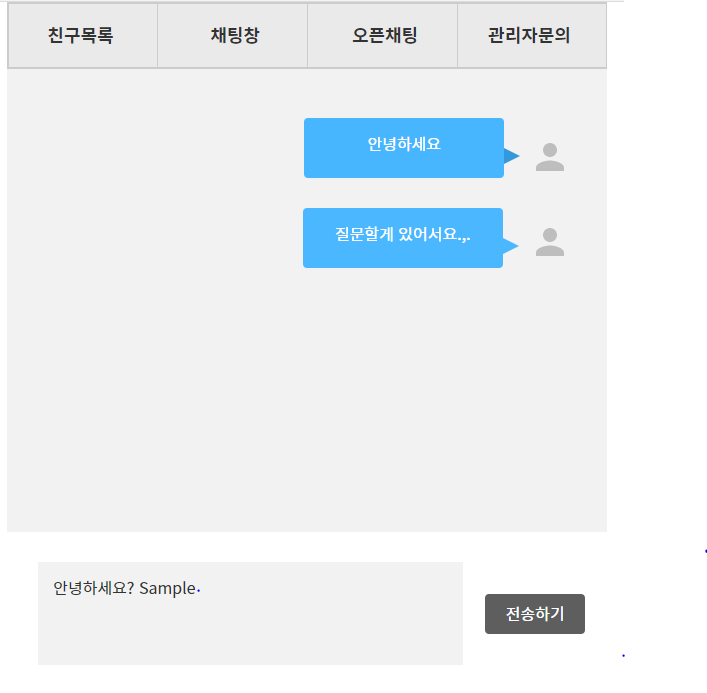 친구목록
채팅창
오픈채팅
관리자문의
안녕하세요
질문할게 있어서요.,.
안녕하세요? Sample.
전송하기